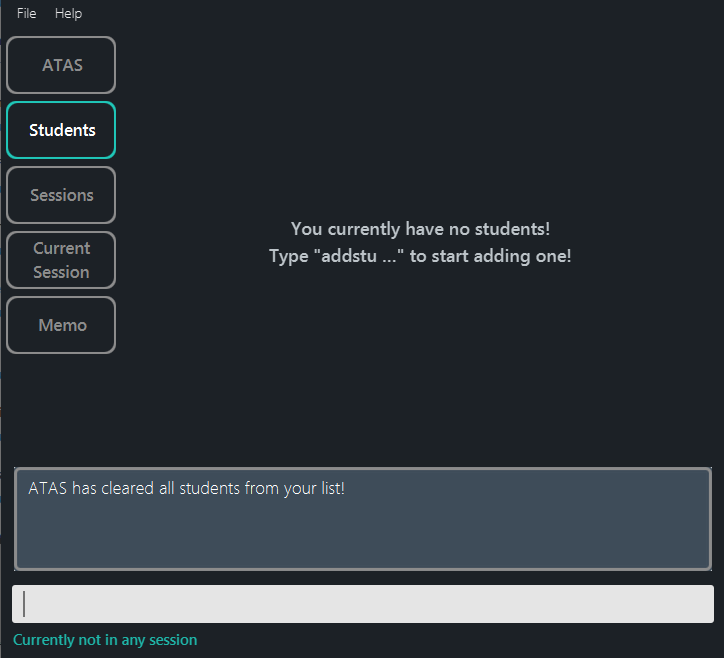 File Help
ATAS
Students
Sessions
Current
Session
Memo
You currently have no students!
Type "addstu ..." to start adding one!
ATAS has cleared all students from your list!
Currently not in any session